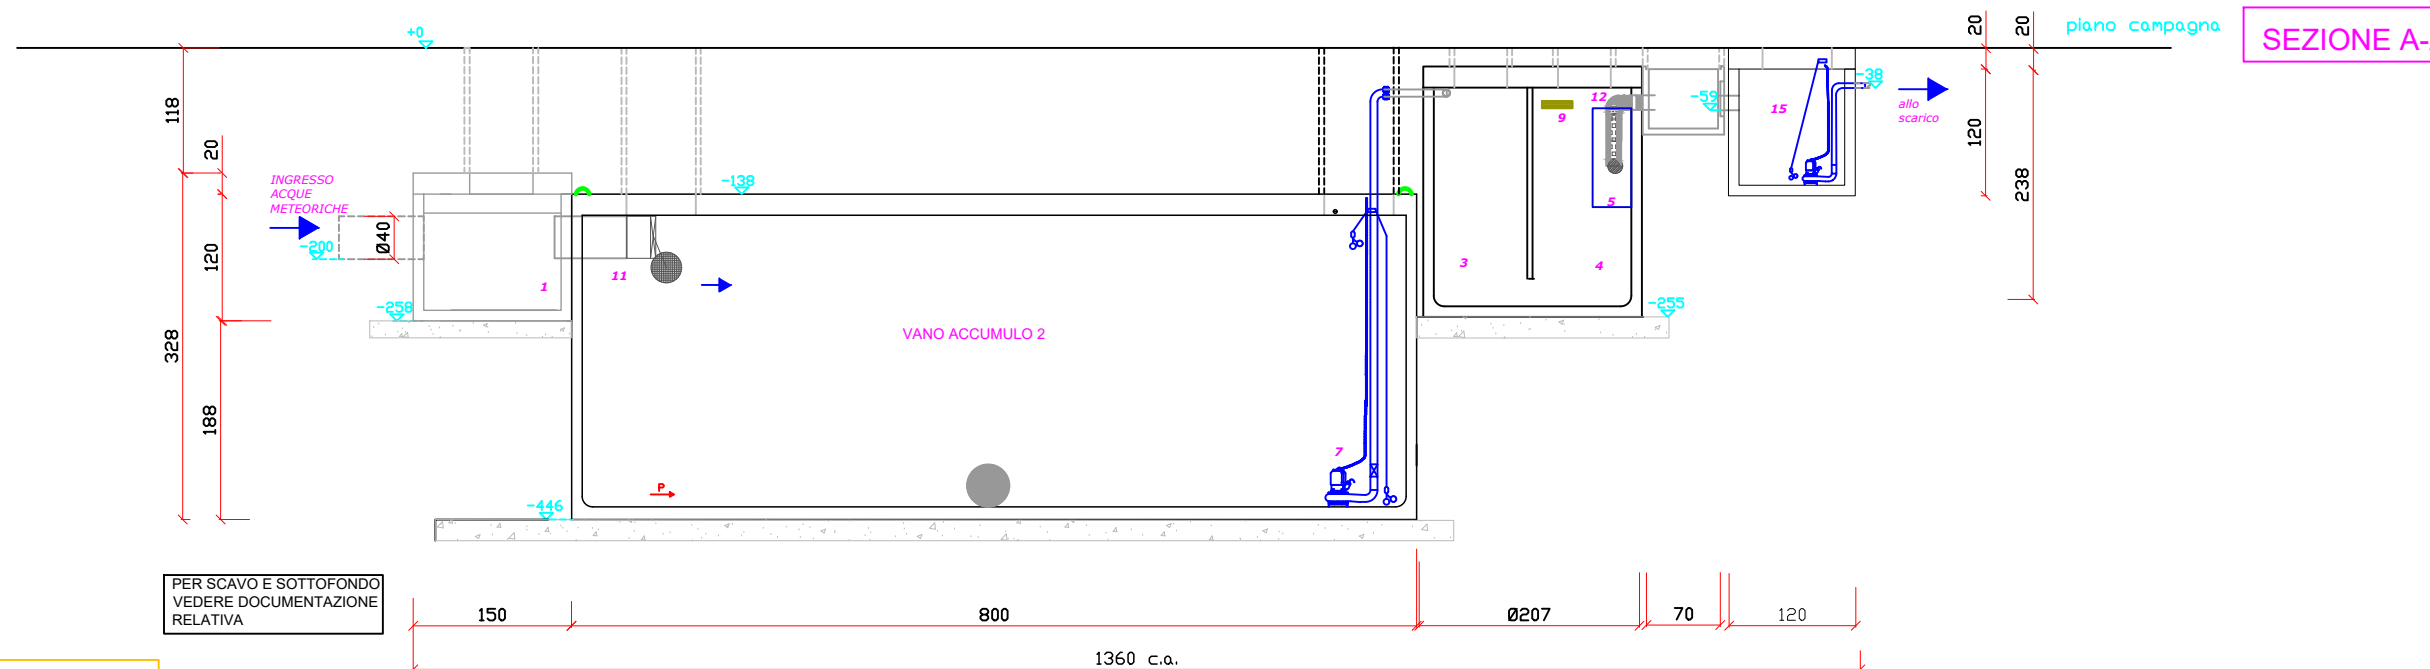 +0
20
20
piano campagna
SEZIONE A-
118
-38
12
-59
15
allo
scarico
9
20
120
INGRESSO
ACQUE
METEORICHE
-138
238
5
-200
Ø40
120
1
11
3
4
-258
-255
328
VANO ACCUMULO 2
188
7
P
-446
PER SCAVO E SOTTOFONDO
VEDERE DOCUMENTAZIONE
RELATIVA
150
800
Ø207
70
120
1360 c.a.